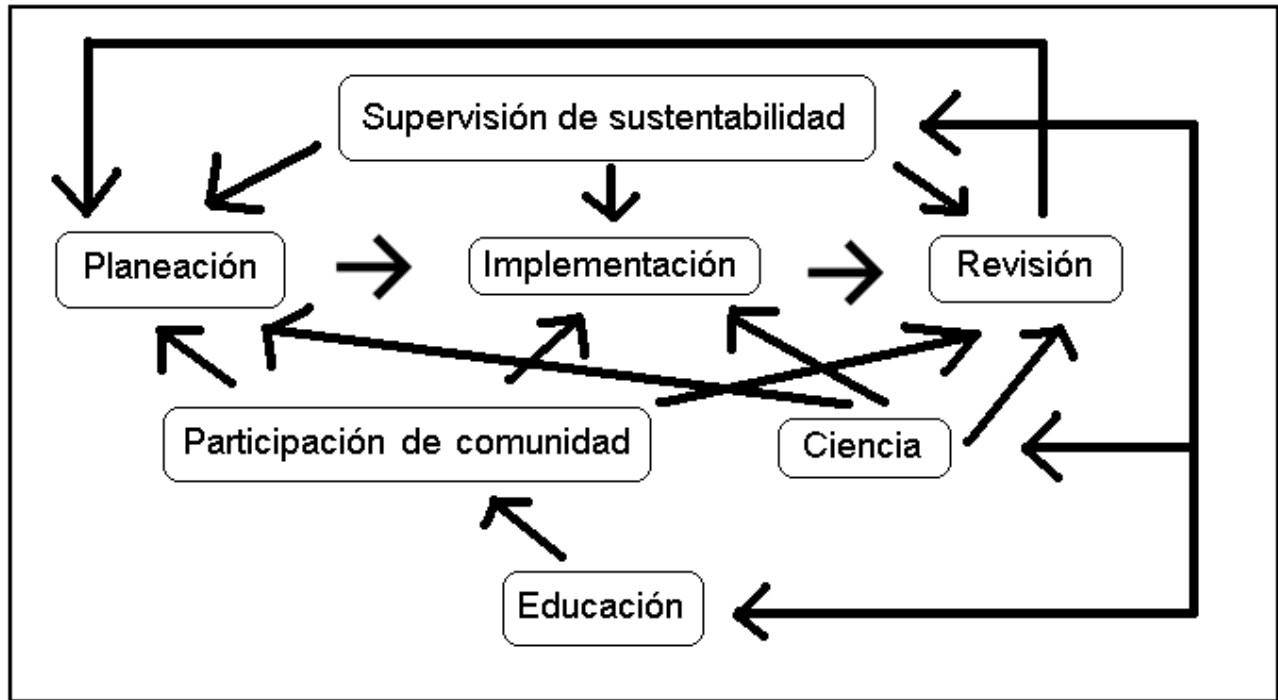 Supervisión de sustentabilidad
Planeación
Implementación
Revisión
Participación de comunidad
Ciencia
Educación